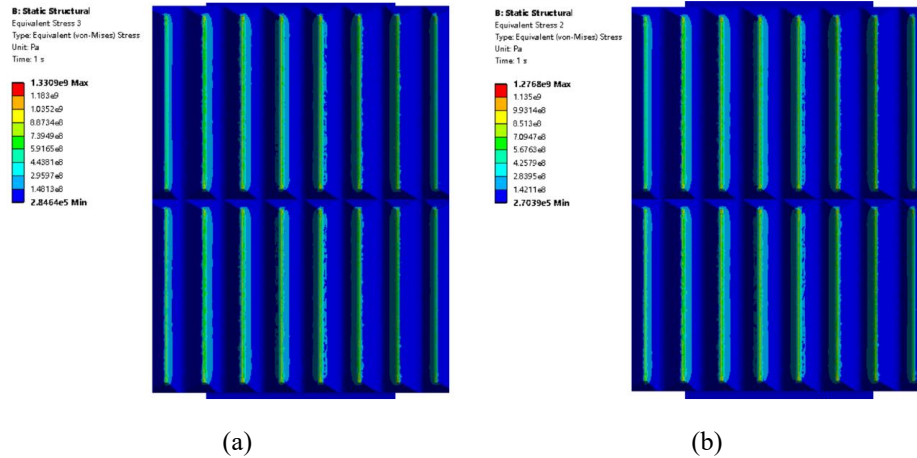 B: Static Structural
Equivalent Stress 3
Type: Equivalent (von-Mises) Stress
Unit: Pa
Time: 1 s
1.3309e9 Max
1.183e9
1.0352e9
8.8734e8
7.3949e8
5.9165e8
4.4381e8
2.9597e8
1.4813e8
2.8464e5 Min
B: Static Structural
Equivalent Stress 2
Type: Equivalent (von-Mises) Stress
Unit: Pa
Time: 1 s
1.2768e9 Max
1.135e9
9.9314e8
8.513e8
7.0947e8
5.6763e8
4.2579e8
2.8395e8
1.4211e8
2.7039e5 Min
(a)
(b)